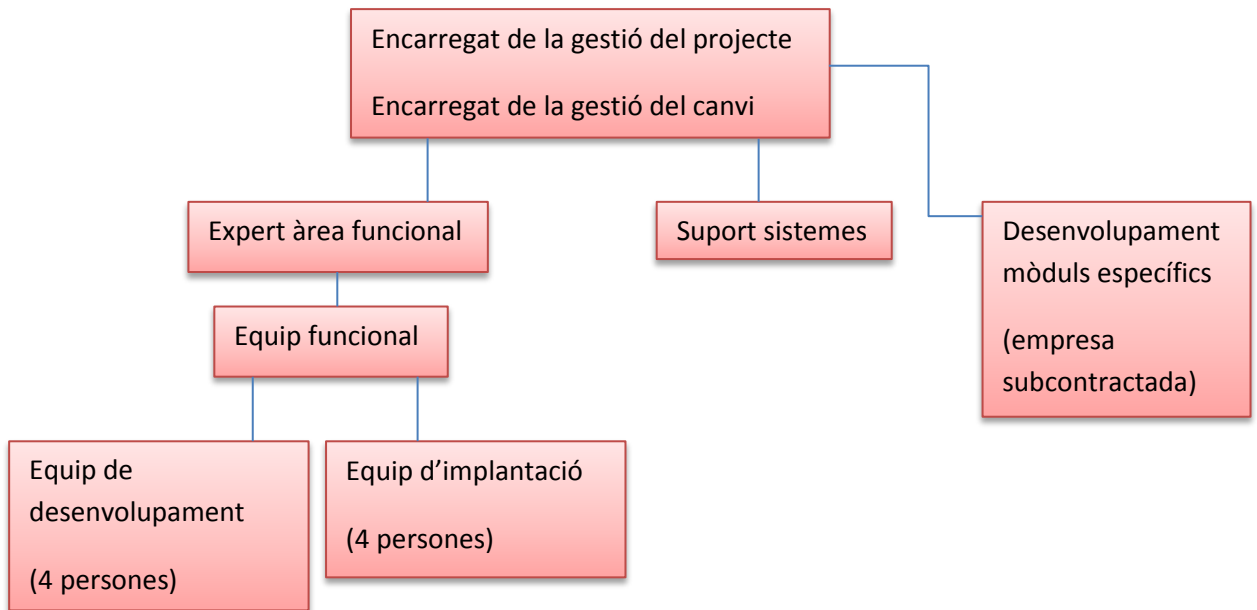 Encarregat de la gestió del projecte
Encarregat de la gestió del canvi
Expert àrea funcional
Suport sistemes
Desenvolupament
mòduls específics
(empresa
subcontractada)
Equip funcional
Equip de
desenvolupament
(4 persones)
Equip d’implantació
(4 persones)